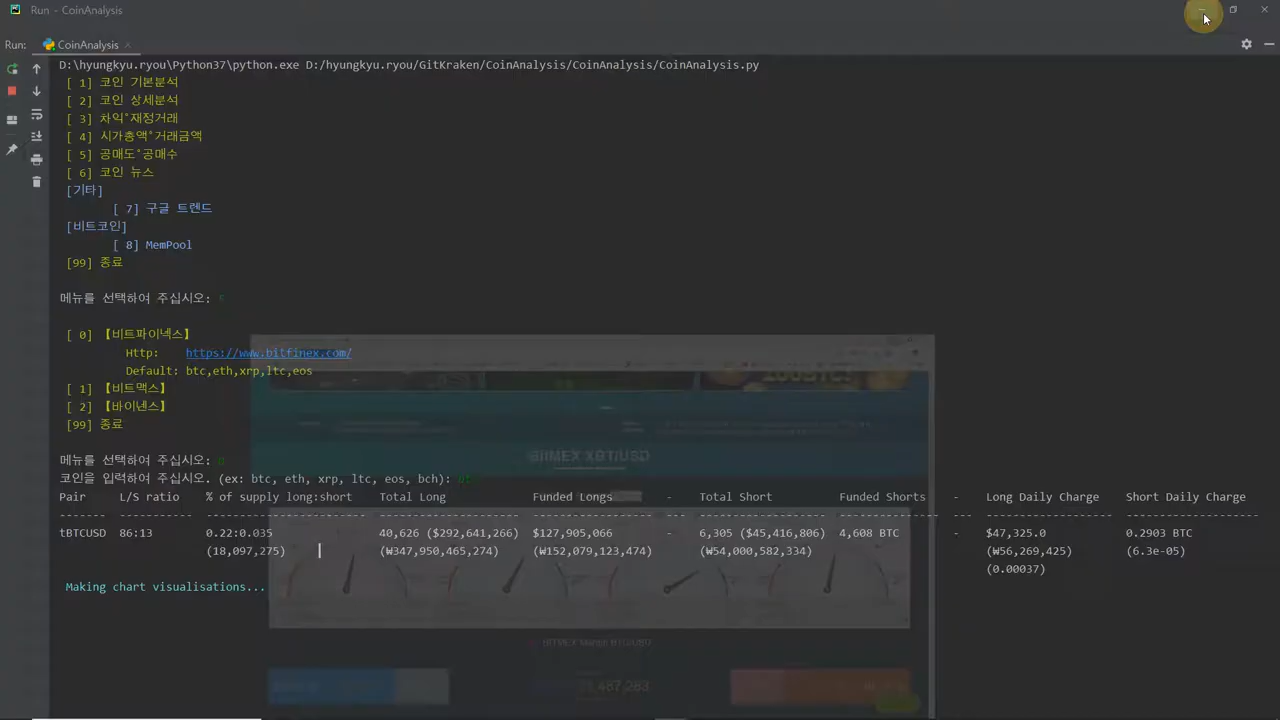 Run - CoinAnalysis
Run: CoinAnalysis ×
D:\hyungkyu.ryou\Python37\python.exe D:/hyungkyu.ryou/GitKraken/CoinAnalysis/CoinAnalysis/CoinAnalysis.py
[ 1] 코인 기본분석
[ 2] 코인 상세분석
[ 3] 차익˚재정거래
[ 4] 시가총액˚거래금액
[ 5] 공매도˚공매수
[ 6] 코인 뉴스
[기타]
[ 7] 구글 트렌드
[비트코인]
[ 8] MemPool
[99] 종료
메뉴를 선택하여 주십시오: 5
[ 0] 【비트파이넥스】
Http: https://www.bitfinex.com/
Default: btc,eth,xrp,ltc,eos
[ 1] 【비트맥스】
[ 2] 【바이넨스】
[99] 종료
메뉴를 선택하여 주십시오:
코인을 입력하여 주십시오. (ex: btc, eth, xrp, ltc, eos, bch):
Pair L/S ratio % of supply long:short Total Long Funded Longs - Total Short Funded Shorts - Long Daily Charge Short Daily Charge
tBTCUSD 86:13 0.22:0.035 40,626 ($292,641,266) $127,905,066 - 6,305 ($45,416,806) 4,608 BTC - $47,325.0 0.2903 BTC
(18,097,275) (₩347,950,465,274) (₩152,079,123,474) (₩54,000,582,334) (₩56,269,425) (6.3e-05)
(0.00037)
Making chart visualisations...
BITMEX XBTUSD